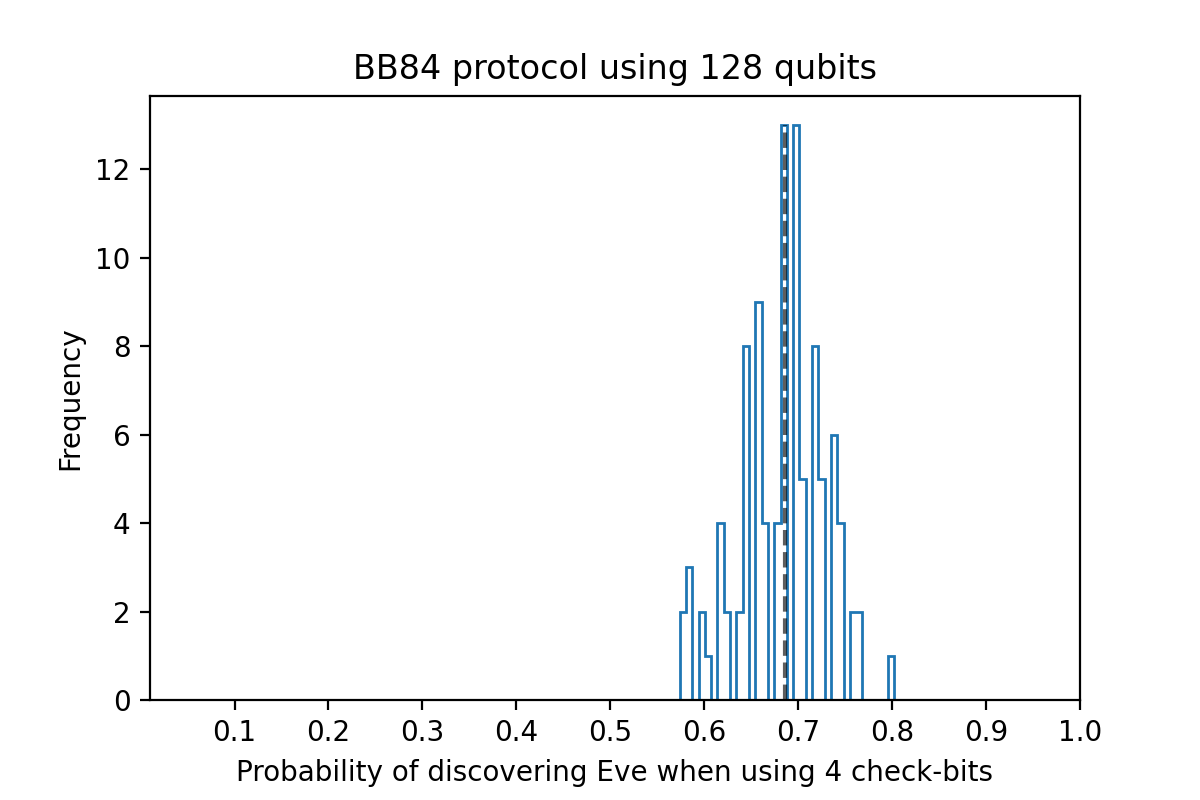 BB84 protocol using 128 qubits
Frequency
12
10
8
6
4
2
0
0.1 0.2 0.3 0.4 0.5 0.6 0.7 0.8 0.9 1.0
Probability of discovering Eve when using 4 check-bits